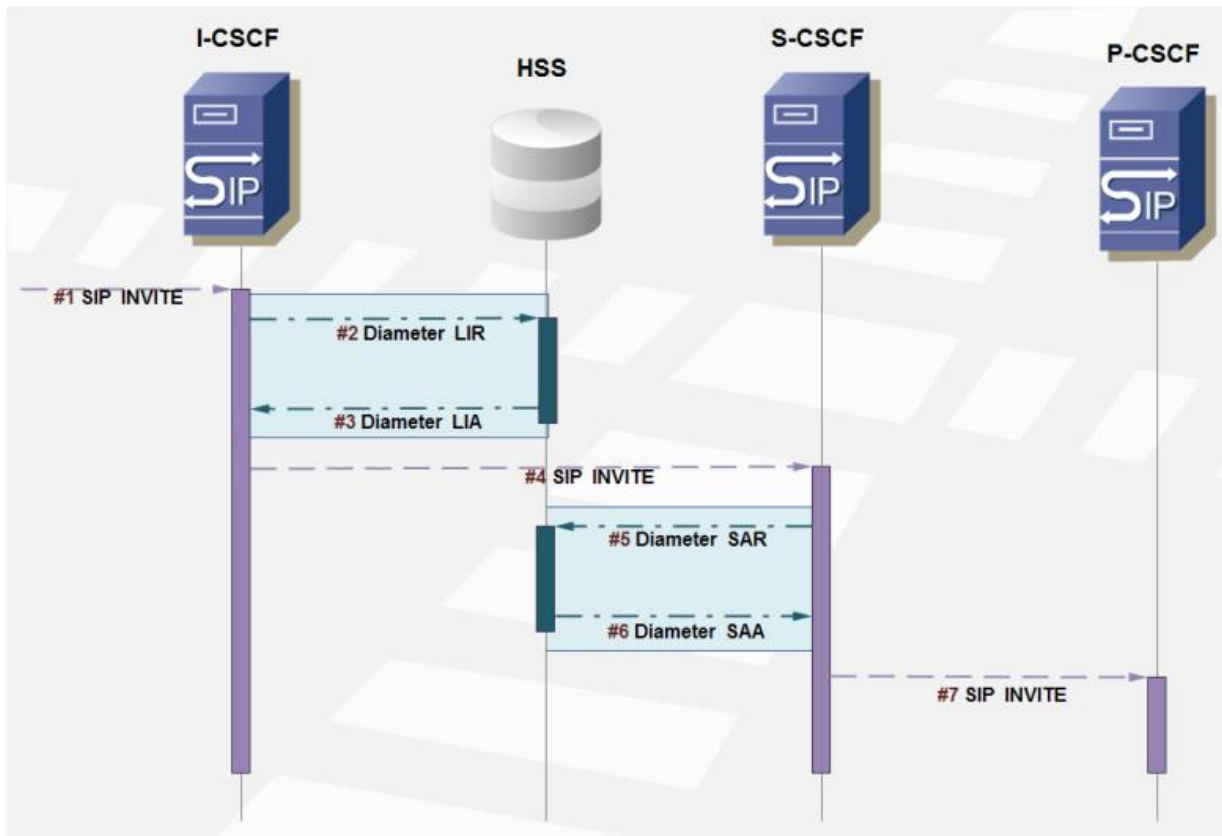 I-CSCF
S-CSCF
HSS
P-CSCF
SIP
SIP
SIP
#1 SIP INVITE
#2 Diameter LIR
#3 Diameter LIA
#4 SIP INVITE
#5 Diameter SAR
#6 Diameter SAA
#7 SIP INVITE